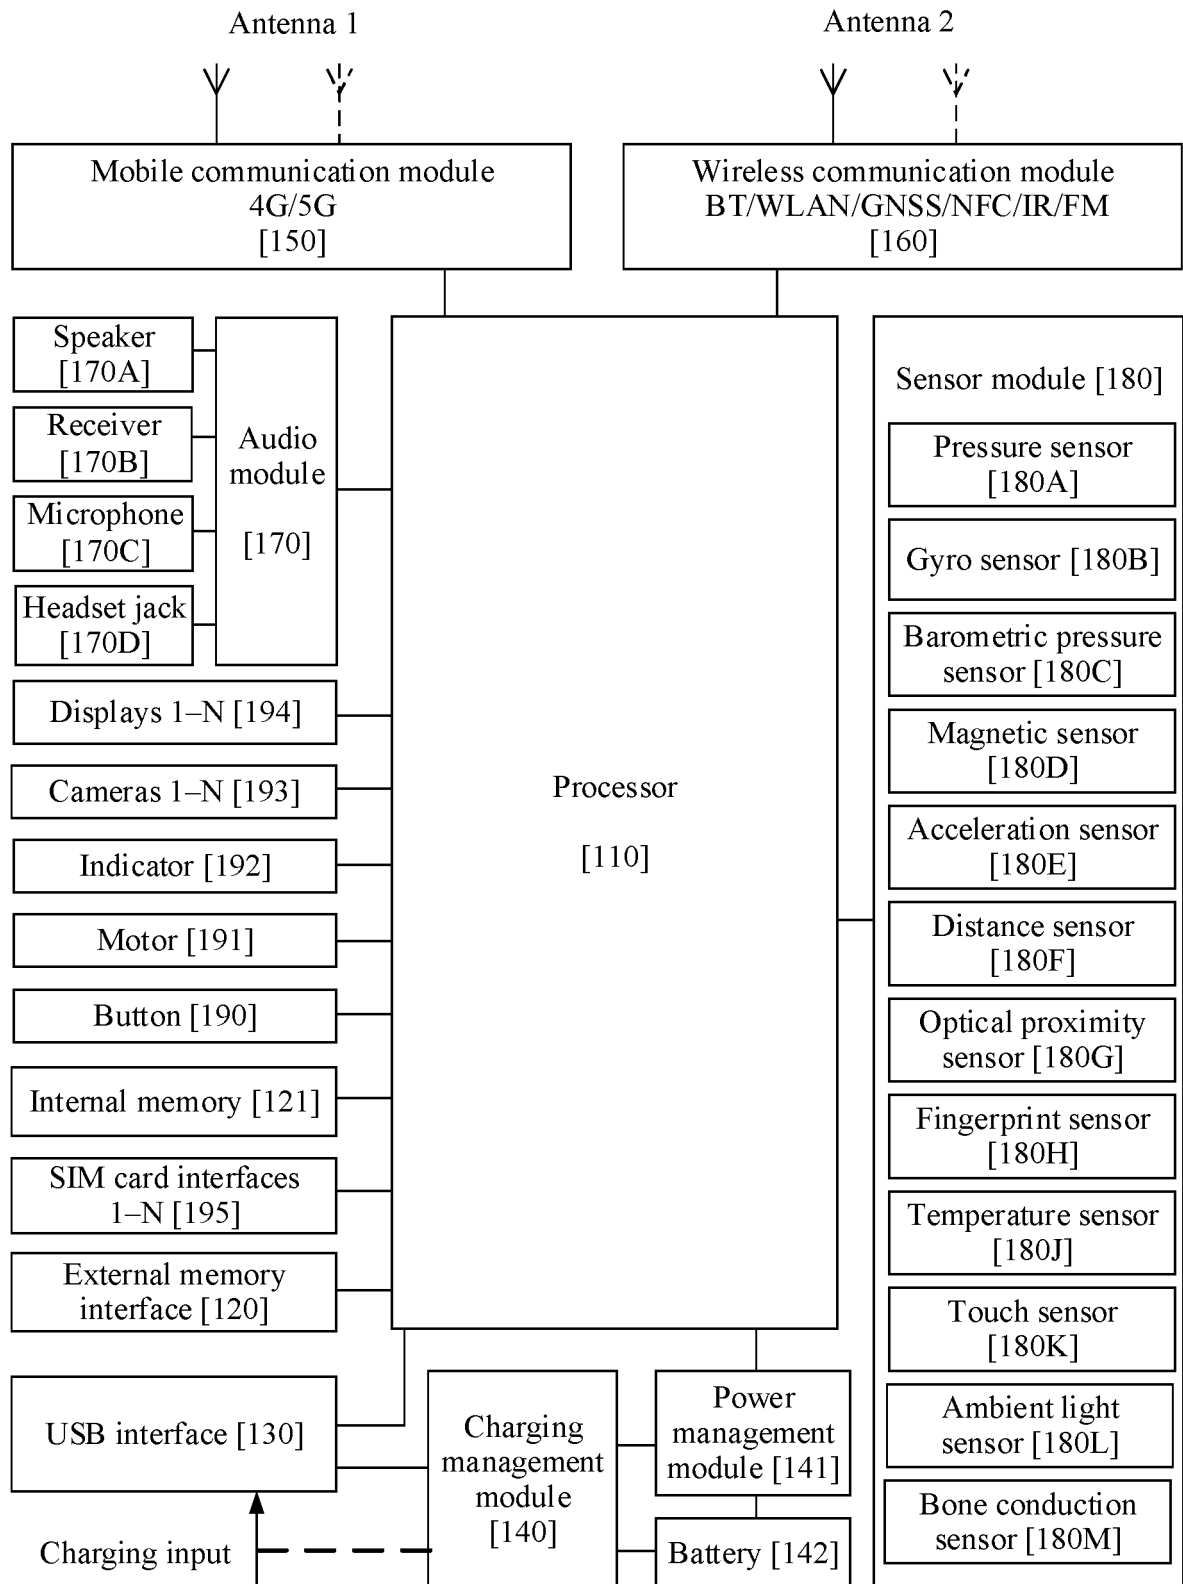 Antenna 1
Antenna 2
Mobile communication module
4G/5G
[150]
Wireless communication module
BT/WLAN/GNSS/NFC/IR/FM
[160]
Speaker
[170A]
Receiver
[170B]
Microphone
[170C]
Headset jack
[170D]
Audio
module
[170]
Displays 1–N [194]
Cameras 1–N [193]
Indicator [192]
Motor [191]
Button [190]
Internal memory [121]
SIM card interfaces
1–N [195]
External memory
interface [120]
USB interface [130]
Charging input
Processor
[110]
Charging
management
module
[140]
Power
management
module [141]
Battery [142]
Sensor module [180]
Pressure sensor
[180A]
Gyro sensor [180B]
Barometric pressure
sensor [180C]
Magnetic sensor
[180D]
Acceleration sensor
[180E]
Distance sensor
[180F]
Optical proximity
sensor [180G]
Fingerprint sensor
[180H]
Temperature sensor
[180J]
Touch sensor
[180K]
Ambient light
sensor [180L]
Bone conduction
sensor [180M]